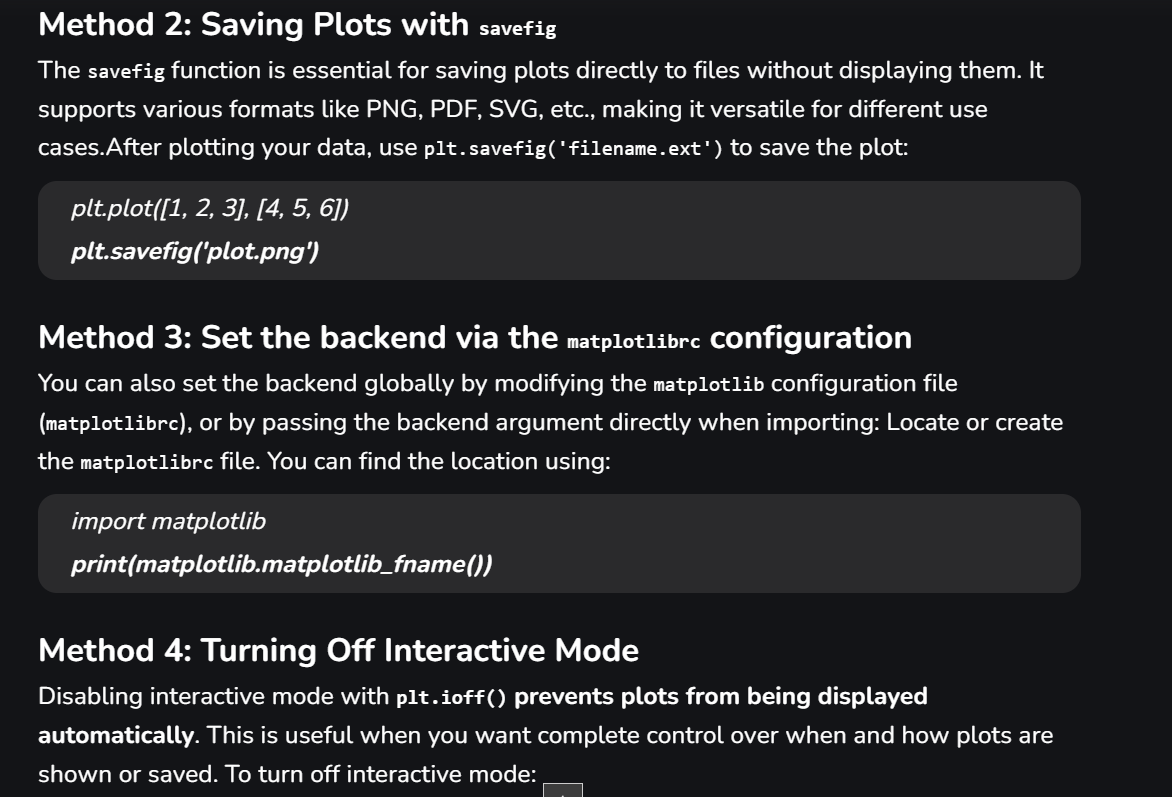 Method 2: Saving Plots with savefig
The savefig function is essential for saving plots directly to files without displaying them. It
supports various formats like PNG, PDF, SVG, etc., making it versatile for different use
cases.After plotting your data, use plt.savefig('filename.ext') to save the plot:
plt.plot([1, 2, 3], [4, 5, 6])
plt.savefig('plot.png')
Method 3: Set the backend via the matplotlibrc configuration
You can also set the backend globally by modifying the matplotlib configuration file
(matplotlibrc), or by passing the backend argument directly when importing: Locate or create
the matplotlibrc file. You can find the location using:
import matplotlib
print(matplotlib.matplotlib_fname())
Method 4: Turning Off Interactive Mode
Disabling interactive mode with plt.ioff() prevents plots from being displayed
automatically. This is useful when you want complete control over when and how plots are
shown or saved. To turn off interactive mode: